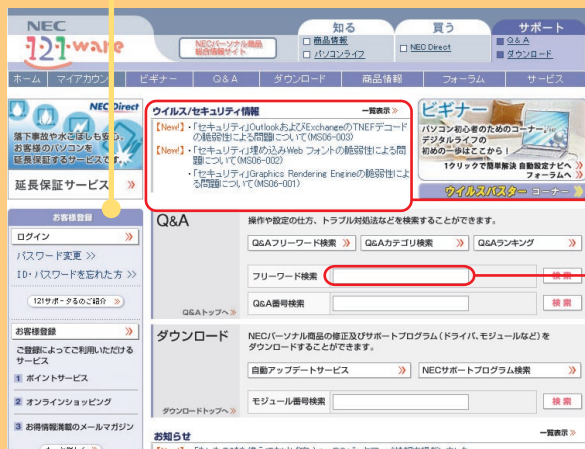 NEC
121ware
NECパーソナル商品
総合情報サイト
知る
商品情報
パソコンライフ
買う
NEC Direct
サポート
Q&A
ダウンロード
ホーム
マイアカウント
ビギナー
Q&A
ダウンロード
商品情報
フォーラム
サービス
NEC Direct
落下事故や水こぼしも安心。
お客様のパソコンを
延長保証するサービスです。
延長保証サービス
ウイルス/セキュリティ情報
一覧表示
【New!】・「セキュリティ」OutlookおよびExchangeのTNEFデコード
の脆弱性による問題について(MS06-003)
【New!】・「セキュリティ」埋め込みWeb フォントの脆弱性による問
題について(MS06-002)
・「セキュリティ」Graphics Rendering Engineの脆弱性によ
る問題について(MS06-001)
ビギナー
パソコン初心者のためのコーナー。
デジタルライフの
初めの一歩はここから！
1クリックで簡単解決 自動設定ナビへ
フォーラムへ
ウイルスバスター コーナー
お客様登録
ログイン
パスワード変更
ID・パスワードを忘れた方
121サポータるのご紹介
お客様登録
ご登録によってご利用いただける
サービス
1 ポイントサービス
2 オンラインショッピング
3 お得情報満載のメールマガジン
Q&A
操作や設定の仕方、トラブル対処法などを検索することができます。
Q&Aフリーワード検索
Q&Aカテゴリ検索
Q&Aランキング
フリーワード検索
検索
Q&A番号検索
検索
Q&Aトップへ
ダウンロード
NECパーソナル商品の修正及びサポートプログラム(ドライバ、モジュールなど)を
ダウンロードすることができます。
自動アップデートサービス
NECサポートプログラム検索
モジュール番号検索
検索
ダウンロードトップへ
お知らせ
一覧表示